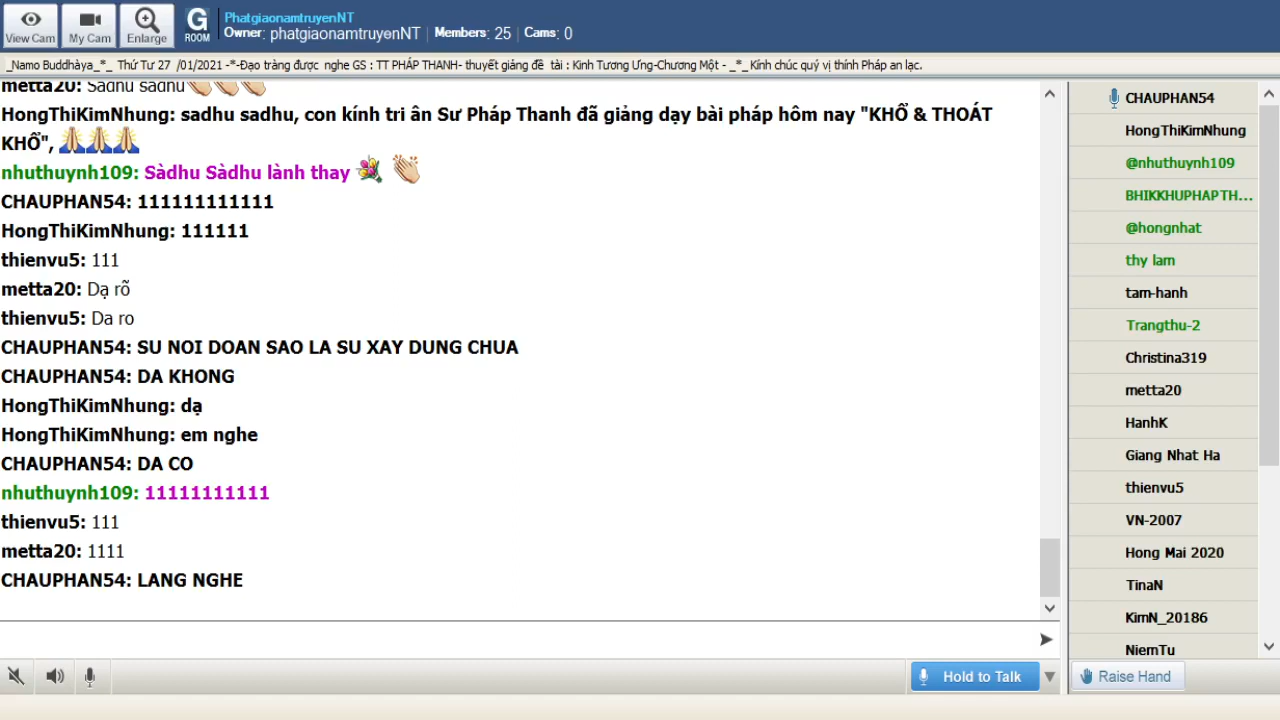 View Cam
My Cam
Enlarge
G
ROOM
PhatgiaonamtruyenNT
Owner: phatgiaonamtruyenNT | Members: 25 | Cams: 0
_Namo Buddhàya_*_ Thứ Tư 27 /01/2021 -*-Đạo tràng được nghe GS : TT PHÁP THANH- thuyết giảng đề tài : Kinh Tương Ưng-Chương Một - _*_Kính chúc quý vị thính Pháp an lạc.
metta20: Sadhu sadhu
HongThiKimNhung: sadhu sadhu, con kính tri ân Sư Pháp Thanh đã giảng dạy bài pháp hôm nay "KHỔ & THOÁT
KHỔ",
nhuthuynh109: Sàdhu Sàdhu lành thay
CHAUPHAN54: 111111111111
HongThiKimNhung: 111111
thienvu5: 111
metta20: Dạ rõ
thienvu5: Da ro
CHAUPHAN54: SU NOI DOAN SAO LA SU XAY DUNG CHUA
CHAUPHAN54: DA KHONG
HongThiKimNhung: dạ
HongThiKimNhung: em nghe
CHAUPHAN54: DA CO
nhuthuynh109: 11111111111
thienvu5: 111
metta20: 1111
CHAUPHAN54: LANG NGHE
Hold to Talk
CHAUPHAN54
HongThiKimNhung
@nhuthuynh109
BHIKKHUPHAPTH...
@hongnhat
thy lam
tam-hanh
Trangthu-2
Christina319
metta20
HanhK
Giang Nhat Ha
thienvu5
VN-2007
Hong Mai 2020
TinaN
KimN_20186
NiemTu
Raise Hand